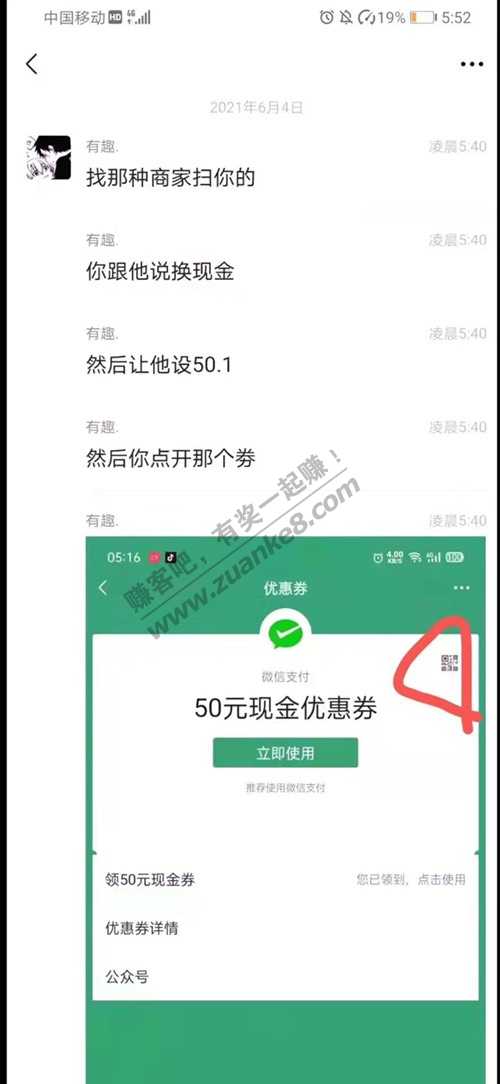 中国移动 HD 4G 19% 5:52
2021年6月4日
有趣. 凌晨5:40
找那种商家扫你的
有趣. 凌晨5:40
你跟他说换现金
有趣. 凌晨5:40
然后让他设50.1
有趣. 凌晨5:40
然后你点开那个券
有趣. 凌晨5:40
赚客吧，有奖一起赚！
www.zuanke8.com
05:16 4.00 KB/S 4G 100
优惠券
微信支付
50元现金优惠券
立即使用
推荐使用微信支付
领50元现金券 您已领到，点击使用
优惠券详情
公众号